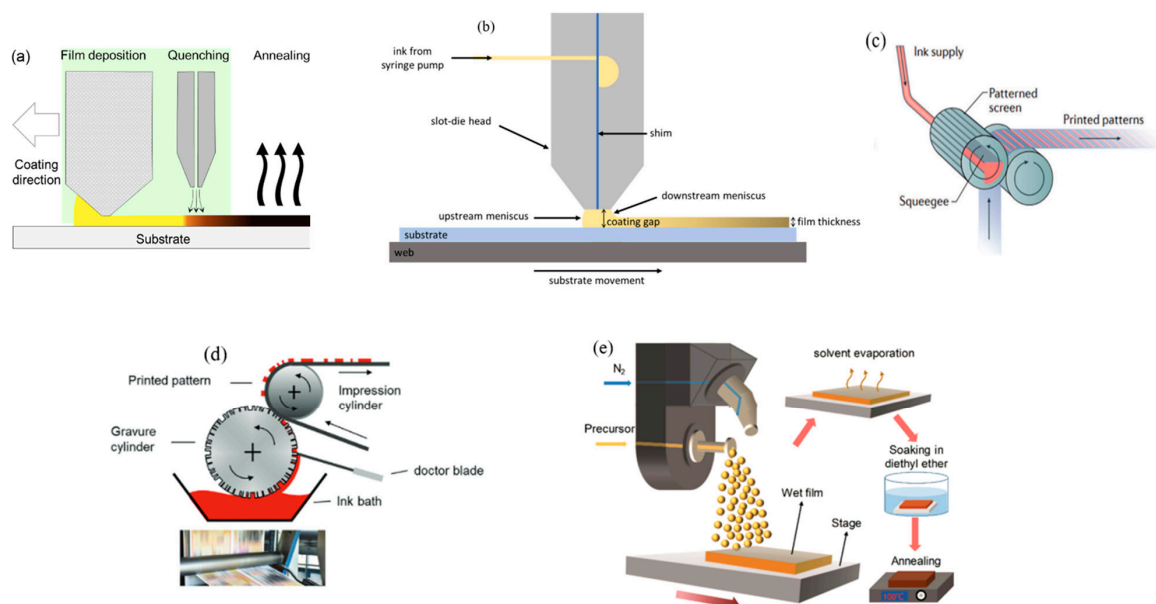 (a)
Film deposition
Quenching
Annealing
Coating
direction
Substrate
(b)
ink from
syringe pump
slot-die head
shim
downstream meniscus
upstream meniscus
coating gap
film thickness
substrate
web
substrate movement
(c)
Ink supply
Patterned
screen
Printed patterns
Squeegee
(d)
Printed pattern
Impression
cylinder
Gravure
cylinder
doctor blade
Ink bath
(e)
N2
Precursor
Wet film
Stage
solvent evaporation
Soaking in
diethyl ether
Annealing
100℃